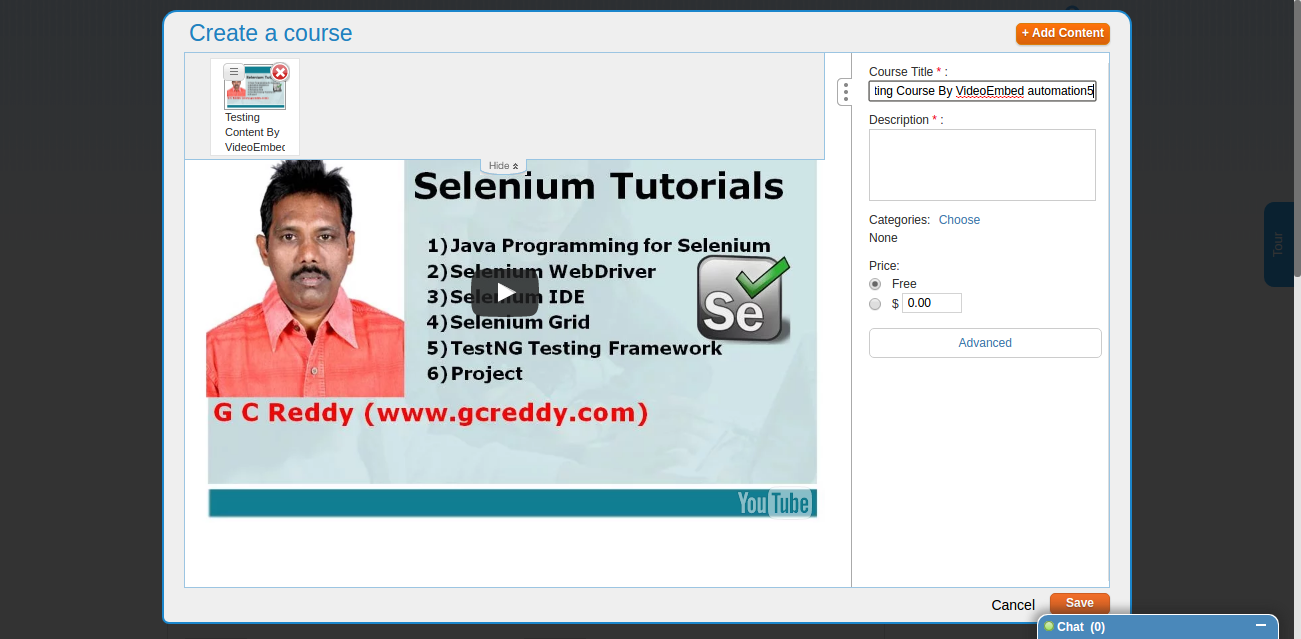 Create a course
+ Add Content
Testing
Content By
VideoEmbed
Hide
Selenium Tutorials
1)Java Programming for Selenium
2)Selenium WebDriver
3)Selenium IDE
4)Selenium Grid
5)TestNG Testing Framework
6)Project
Se
G C Reddy (www.gcreddy.com)
YouTube
Course Title * :
ting Course By VideoEmbed automation5
Description * :
Categories: Choose
None
Price:
Free
$ 0.00
Advanced
Tour
Cancel
Save
Chat (0)